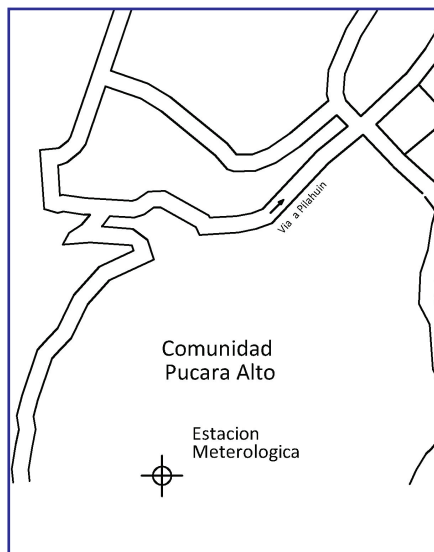 Via a Pilahuin
Comunidad
Pucara Alto
Estacion
Meterologica